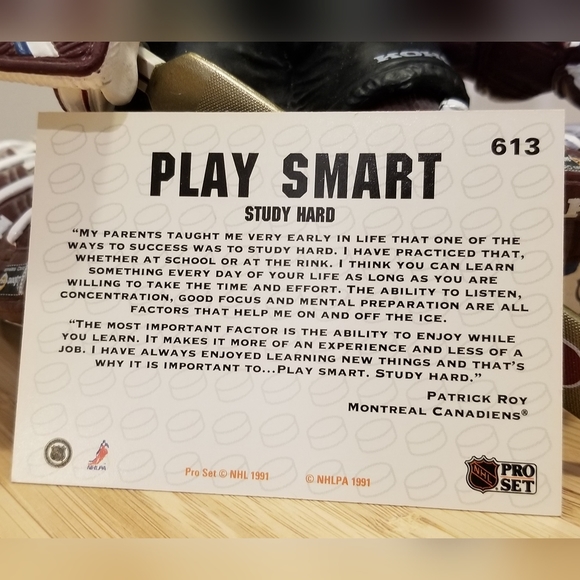 KOHO
613
PLAY SMART
STUDY HARD
"MY PARENTS TAUGHT ME VERY EARLY IN LIFE THAT ONE OF THE
WAYS TO SUCCESS WAS TO STUDY HARD. I HAVE PRACTICED THAT,
WHETHER AT SCHOOL OR AT THE RINK. I THINK YOU CAN LEARN
SOMETHING EVERY DAY OF YOUR LIFE AS LONG AS YOU ARE
WILLING TO TAKE THE TIME AND EFFORT. THE ABILITY TO LISTEN,
CONCENTRATION, GOOD FOCUS AND MENTAL PREPARATION ARE ALL
FACTORS THAT HELP ME ON AND OFF THE ICE.
"THE MOST IMPORTANT FACTOR IS THE ABILITY TO ENJOY WHILE
YOU LEARN. IT MAKES IT MORE OF AN EXPERIENCE AND LESS OF A
JOB. I HAVE ALWAYS ENJOYED LEARNING NEW THINGS AND THAT'S
WHY IT IS IMPORTANT TO...PLAY SMART. STUDY HARD."
PATRICK ROY
MONTREAL CANADIENS®
NHLPA
Pro Set © NHL 1991
© NHLPA 1991
NHL
PRO
SET